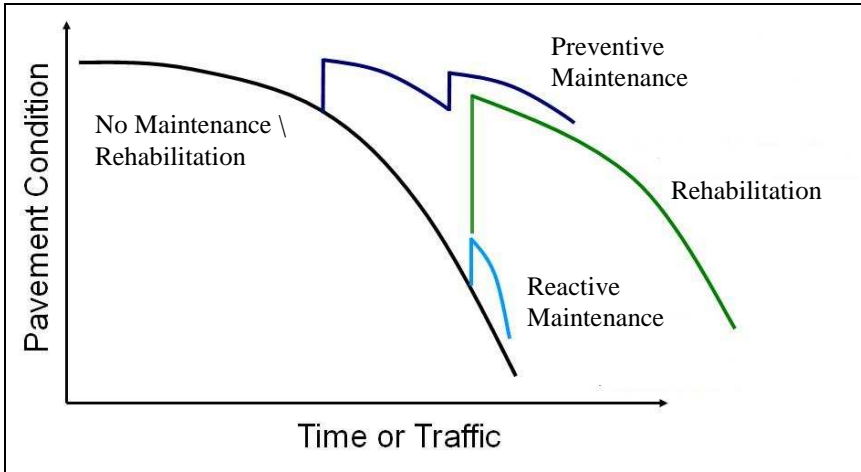 Preventive
Maintenance
No Maintenance \
Rehabilitation
Rehabilitation
Reactive
Maintenance
Pavement Condition
Time or Traffic